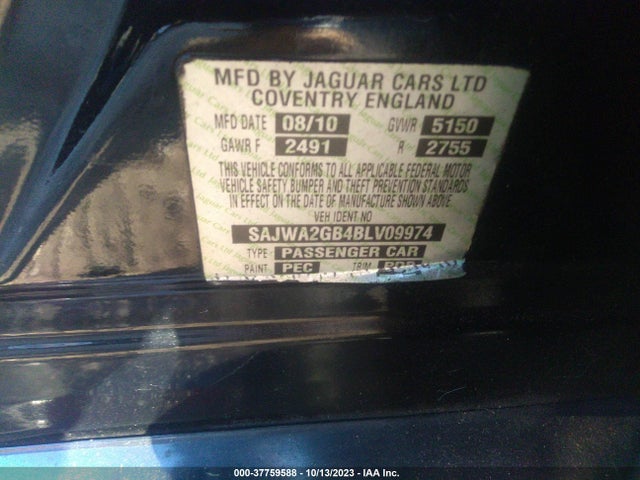 MFD BY JAGUAR CARS LTD
COVENTRY ENGLAND
MFD DATE 08/10 GVWR 5150
GAWR F 2491 R 2755
THIS VEHICLE CONFORMS TO ALL APPLICABLE FEDERAL MOTOR
VEHICLE SAFETY BUMPER AND THEFT PREVENTION STANDARDS
IN EFFECT ON THE DATE OF MANUFACTURE SHOWN ABOVE.
VEH IDENT NO
SAJWA2GB4BLV09974
TYPE PASSENGER CAR
PAINT PEC TRIM
000-37759588 - 10/13/2023 - IAA Inc.